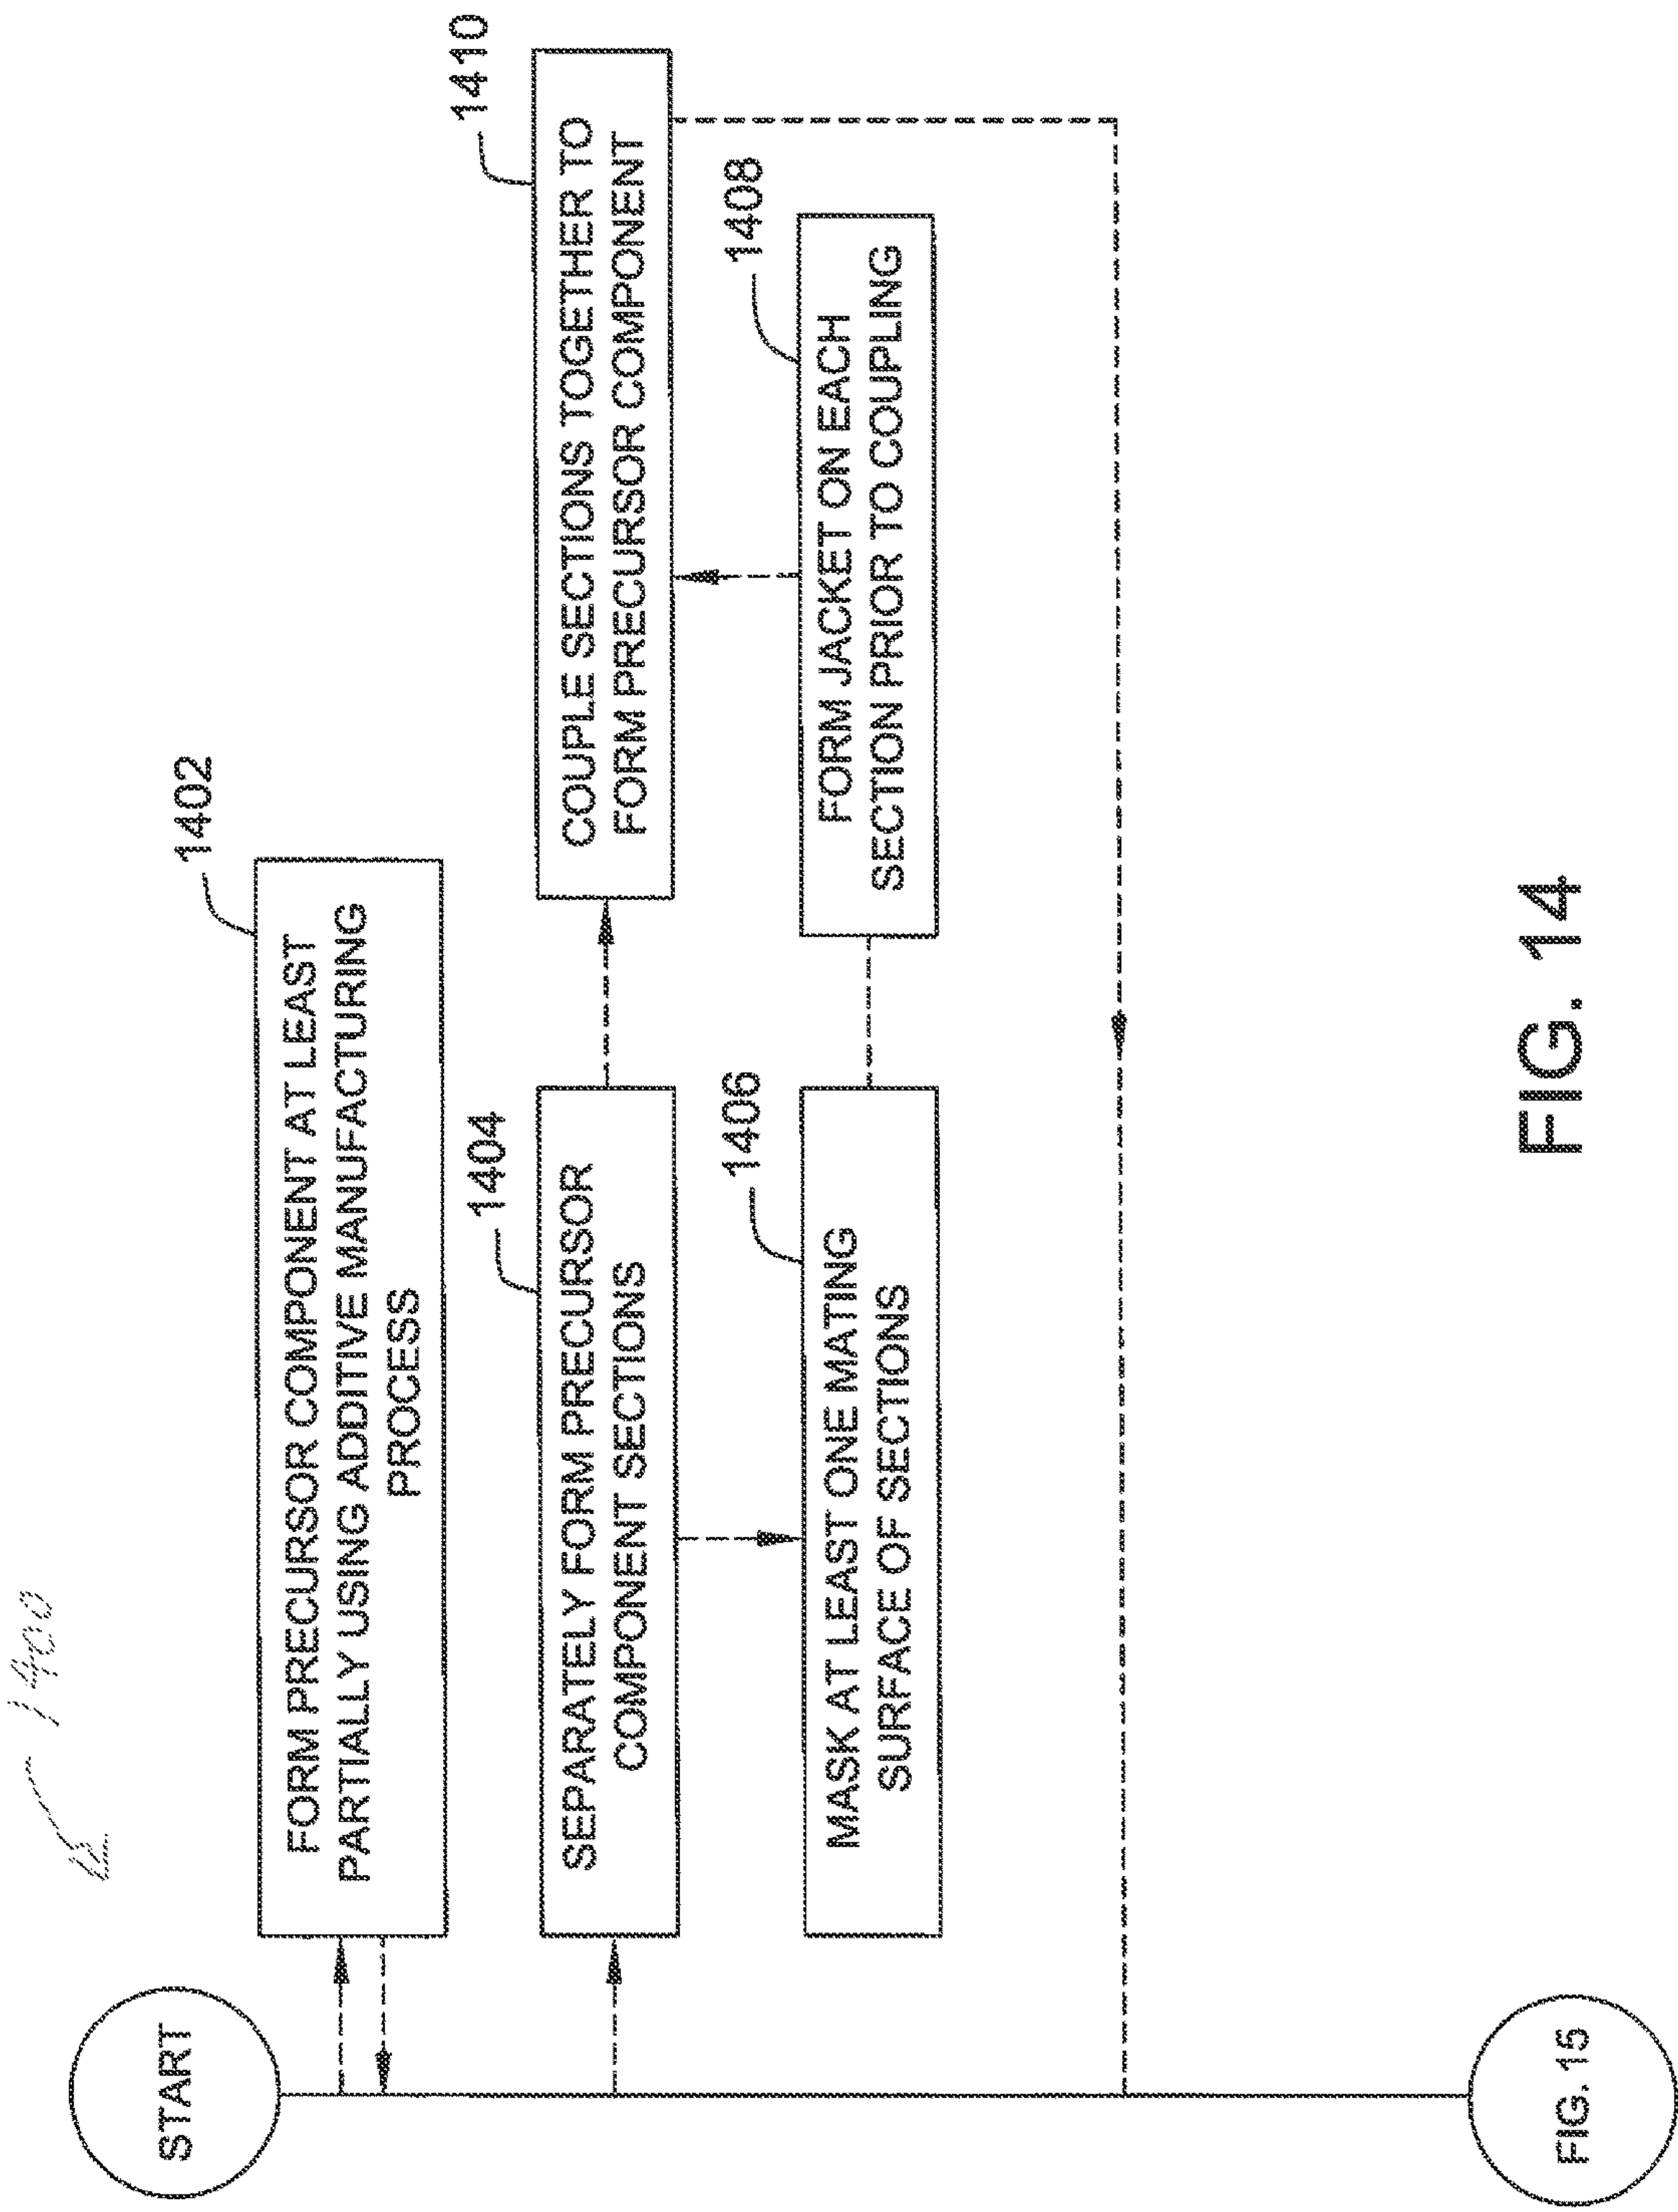 1400
START
1402
FORM PRECURSOR COMPONENT AT LEAST
PARTIALLY USING ADDITIVE MANUFACTURING
PROCESS
1404
SEPARATELY FORM PRECURSOR
COMPONENT SECTIONS
1410
COUPLE SECTIONS TOGETHER TO
FORM PRECURSOR COMPONENT
1406
MASK AT LEAST ONE MATING
SURFACE OF SECTIONS
1408
FORM JACKET ON EACH
SECTION PRIOR TO COUPLING
FIG. 15
FIG. 14